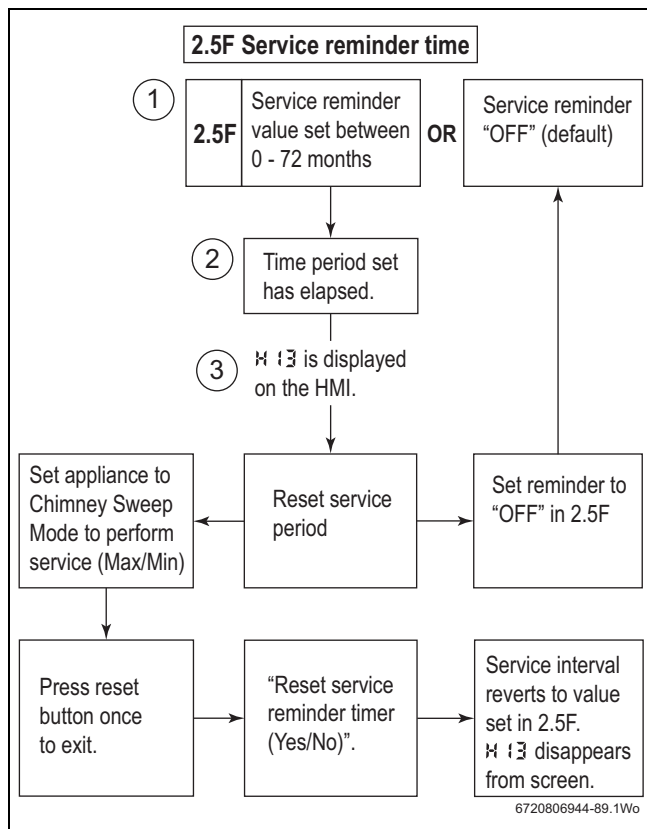 2.5F Service reminder time
1
2.5F
Service reminder
value set between
0 - 72 months
OR
Service reminder
“OFF” (default)
2
Time period set
has elapsed.
3
H13 is displayed
on the HMI.
Set appliance to
Chimney Sweep
Mode to perform
service (Max/Min)
Reset service
period
Set reminder to
“OFF” in 2.5F
Press reset
button once
to exit.
“Reset service
reminder timer
(Yes/No)”.
Service interval
reverts to value
set in 2.5F.
H13 disappears
from screen.
6720806944-89.1Wo